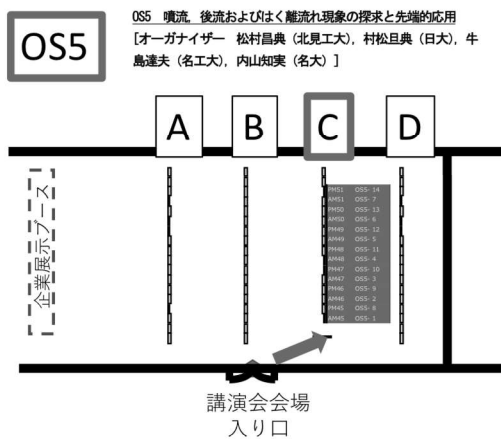 OS5
OS5 噴流，後流およびはく離流れ現象の探求と先端的応用
[オーガナイザー 松村昌典（北見工大），村松旦典（日大），牛
島達夫（名工大），内山知実（名大）]
A
B
C
D
企業展示ブース
PM51 OS5- 14
AM51 OS5- 7
PM50 OS5- 13
AM50 OS5- 6
PM49 OS5- 12
AM49 OS5- 5
PM48 OS5- 11
AM48 OS5- 4
PM47 OS5- 10
AM47 OS5- 3
PM46 OS5- 9
AM46 OS5- 2
PM45 OS5- 8
AM45 OS5- 1
講演会会場
入り口